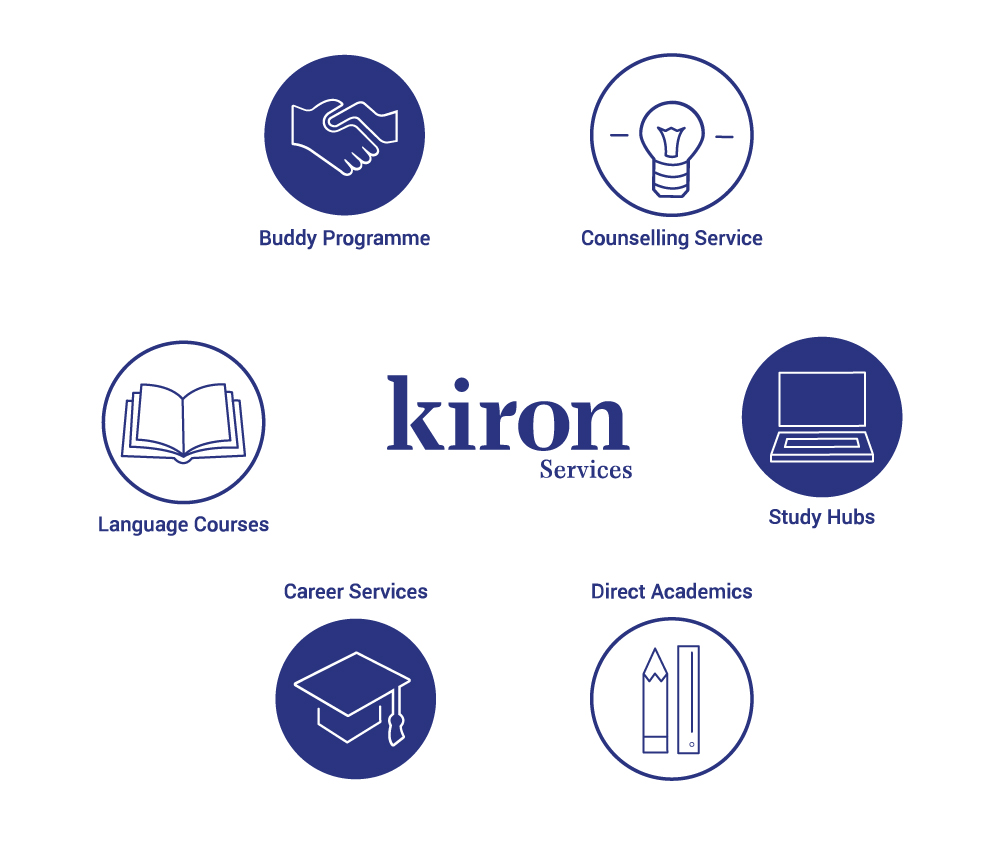 Buddy Programme
Counselling Service
kiron
Services
Language Courses
Study Hubs
Career Services
Direct Academics